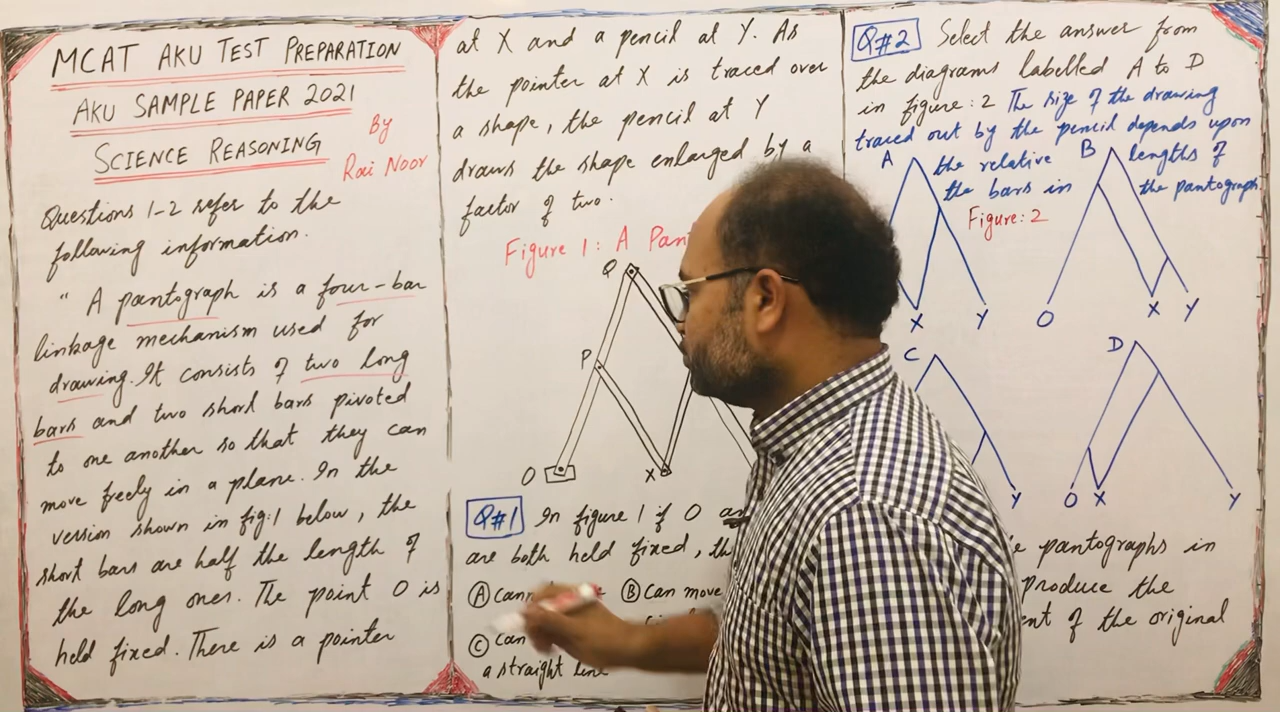 MCAT AKU TEST PREPARATION
AKU SAMPLE PAPER 2021
SCIENCE REASONING
By
Rai Noor
Questions 1-2 refer to the
following information.
" A pantograph is a four-bar
linkage mechanism used for
drawing. It consists of two long
bars and two short bars pivoted
to one another so that they can
move freely in a plane. In the
version shown in fig:1 below, the
short bars are half the length of
the long ones. The point O is
held fixed. There is a pointer
at X and a pencil at Y. As
the pointer at X is traced over
a shape, the pencil at Y
draws the shape enlarged by a
factor of two.
Figure 1: A
Q
P
O
X
Q#1 In figure 1 if O
are both held fixed,
A
B can move
C can
a straight line
Q#2 Select the answer from
the diagrams labelled A to D
in figure: 2 The size of the drawing
traced out by the pencil depends upon
the relative lengths of
the bars in the pantograph.
Figure: 2
A
X
Y
B
O
X
Y
C
Y
D
O
X
Y
pantographs in
produce the
of the original